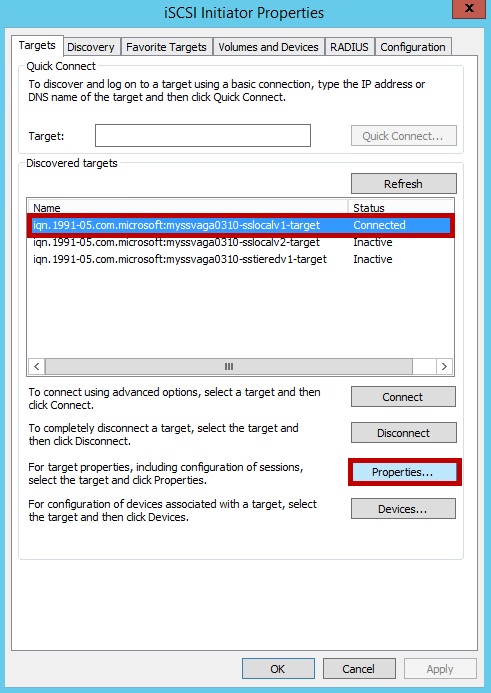 iSCSI Initiator Properties
x
Targets Discovery Favorite Targets Volumes and Devices RADIUS Configuration
Quick Connect
To discover and log on to a target using a basic connection, type the IP address or
DNS name of the target and then click Quick Connect.
Target: Quick Connect...
Discovered targets
Refresh
Name Status
iqn.1991-05.com.microsoft:myssvaga0310-sslocalv1-target Connected
iqn.1991-05.com.microsoft:myssvaga0310-sslocalv2-target Inactive
iqn.1991-05.com.microsoft:myssvaga0310-sstieredv1-target Inactive
To connect using advanced options, select a target and then
click Connect.
Connect
To completely disconnect a target, select the target and
then click Disconnect.
Disconnect
For target properties, including configuration of sessions,
select the target and click Properties.
Properties...
For configuration of devices associated with a target, select
the target and then click Devices.
Devices...
OK Cancel Apply